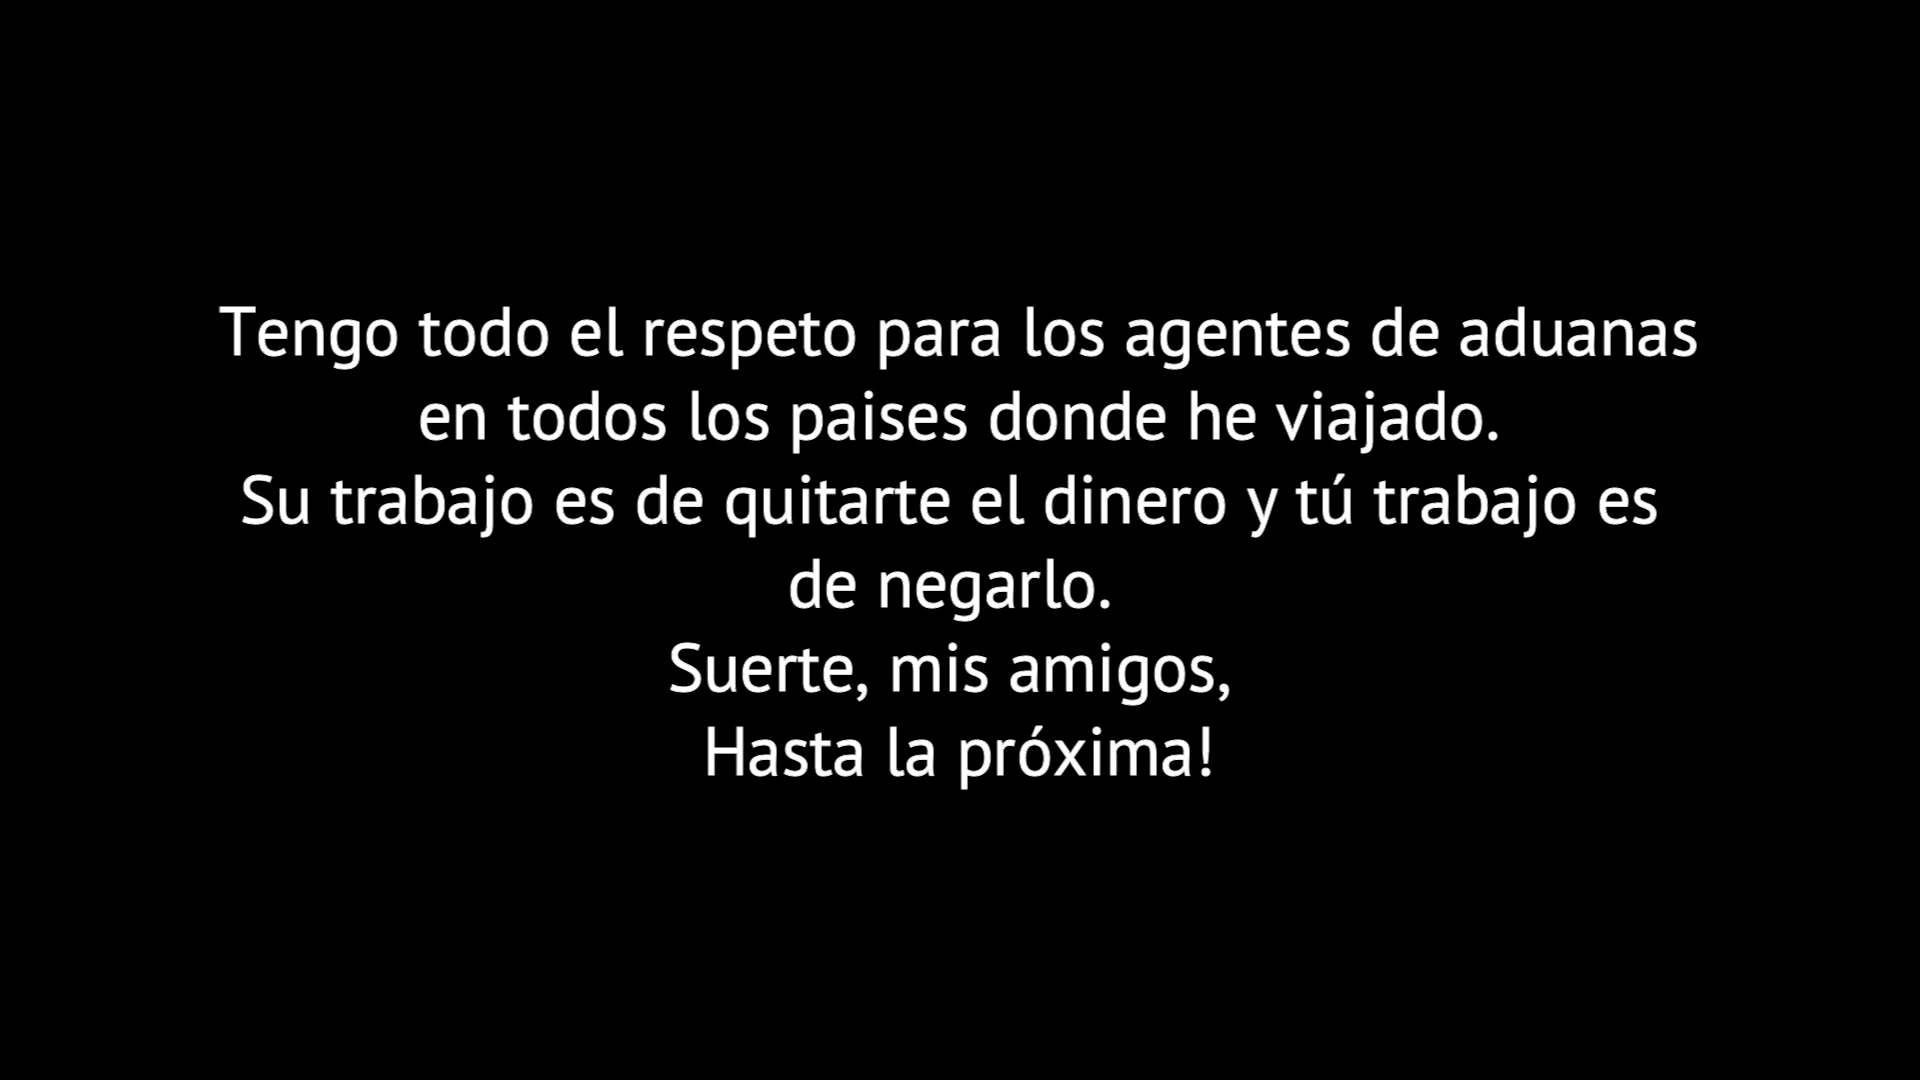 Tengo todo el respeto para los agentes de aduanas
en todos los paises donde he viajado.
Su trabajo es de quitarte el dinero y tú trabajo es
de negarlo.
Suerte, mis amigos,
Hasta la próxima!